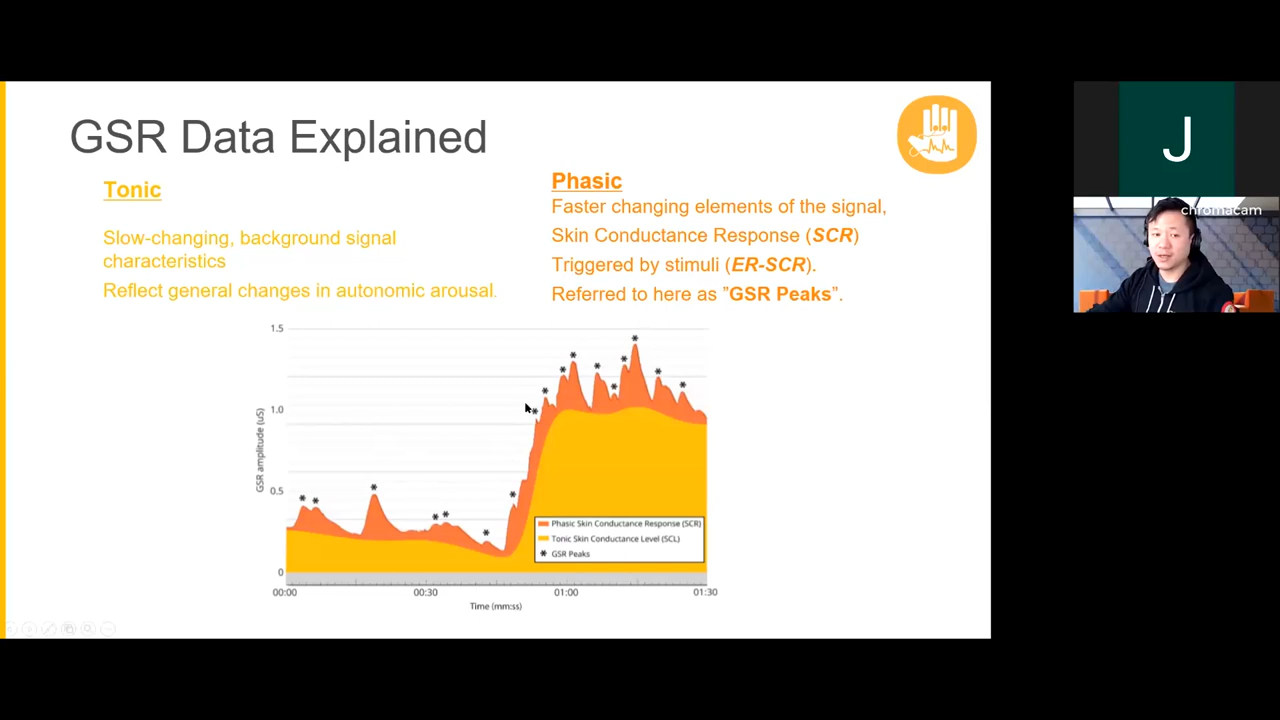 GSR Data Explained
Tonic
Slow-changing, background signal
characteristics
Reflect general changes in autonomic arousal.
Phasic
Faster changing elements of the signal,
Skin Conductance Response (SCR)
Triggered by stimuli (ER-SCR).
Referred to here as ”GSR Peaks”.
1.5
1.0
0.5
0
GSR amplitude (uS)
Phasic Skin Conductance Response (SCR)
Tonic Skin Conductance Level (SCL)
* GSR Peaks
00:00 00:30 01:00 01:30
Time (mm:ss)
J
chromacam